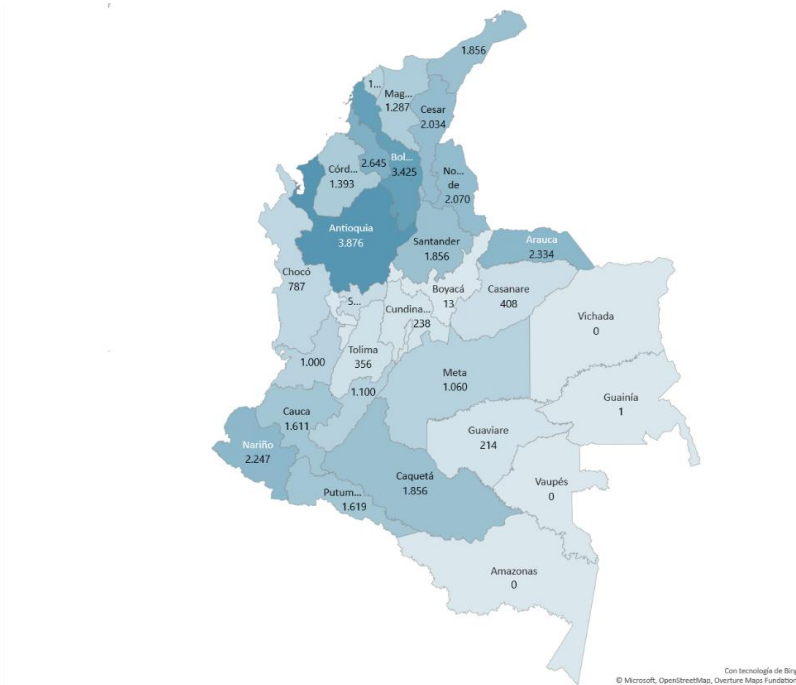 1.856
1...
Mag...
1.287
Cesar
2.034
2.645
Bol...
3.425
Córd...
1.393
No...
de
2.070
Antioquia
3.876
Santander
1.856
Arauca
2.334
Chocó
787
5...
Boyacá
13
Casanare
408
Cundina...
238
Vichada
0
Tolima
356
1.000
Meta
1.060
1.100
Guainía
1
Cauca
1.611
Guaviare
214
Nariño
2.247
Caquetá
1.856
Vaupés
0
Putum...
1.619
Amazonas
0
Con tecnología de Bing
© Microsoft, OpenStreetMap, Overture Maps Fundation